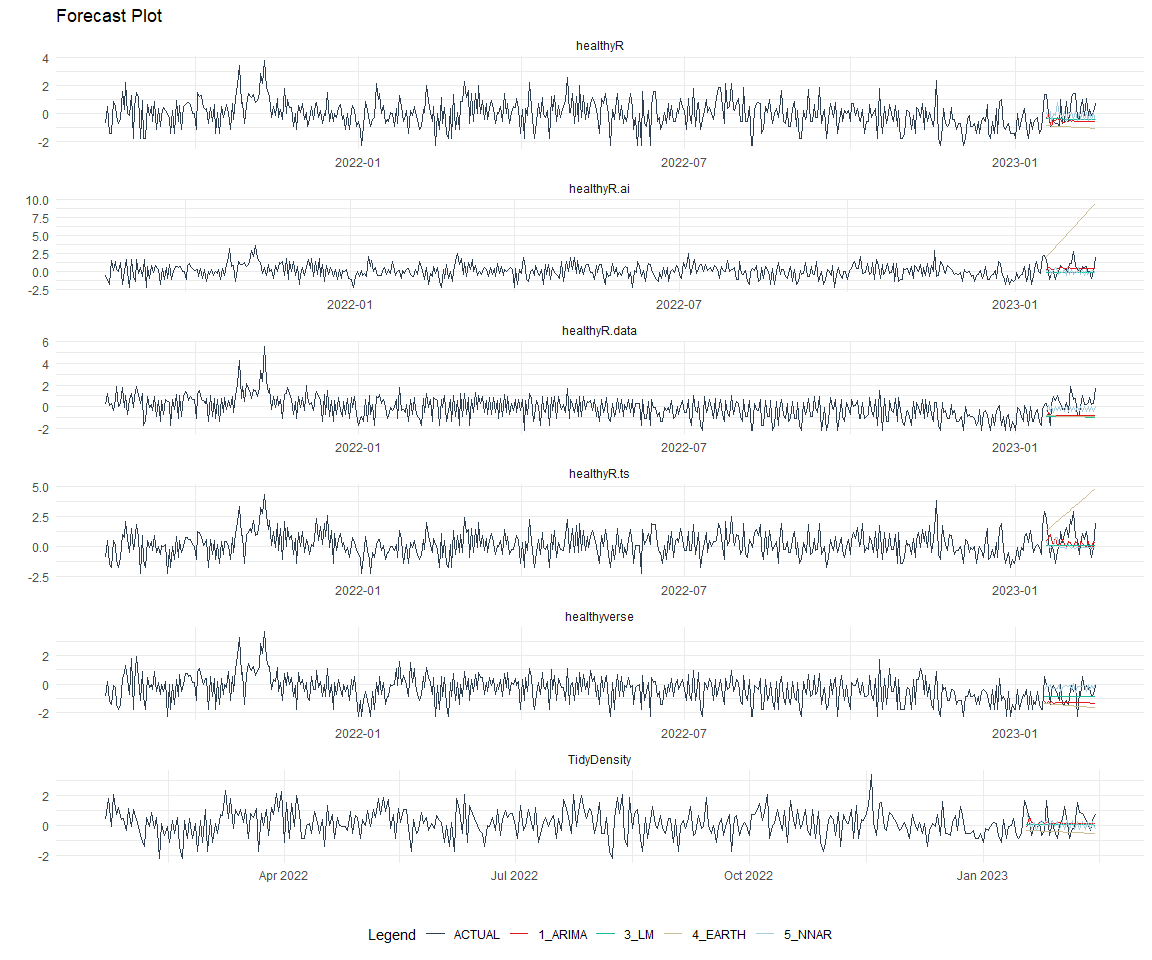 Forecast Plot
healthyR
4
2
0
-2
2022-01 2022-07 2023-01
healthyR.ai
10.0
7.5
5.0
2.5
0.0
-2.5
2022-01 2022-07 2023-01
healthyR.data
6
4
2
0
-2
2022-01 2022-07 2023-01
healthyR.ts
5.0
2.5
0.0
-2.5
2022-01 2022-07 2023-01
healthyverse
2
0
-2
2022-01 2022-07 2023-01
TidyDensity
2
0
-2
Apr 2022 Jul 2022 Oct 2022 Jan 2023
Legend ACTUAL 1_ARIMA 3_LM 4_EARTH 5_NNAR